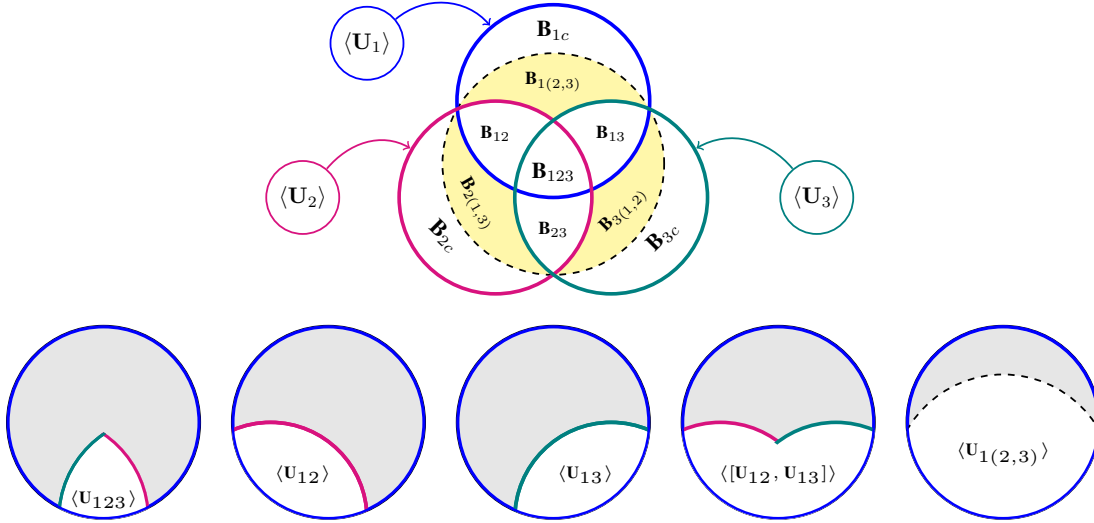 ⟨U₁⟩
B₁c
B₁₍₂,₃₎
B₁₂
B₁₃
B₁₂₃
⟨U₂⟩
B₂₍₁,₃₎
B₃₍₁,₂₎
⟨U₃⟩
B₂c
B₂₃
B₃c
⟨U₁₂₃⟩
⟨U₁₂⟩
⟨U₁₃⟩
⟨[U₁₂, U₁₃]⟩
⟨U₁₍₂,₃₎⟩